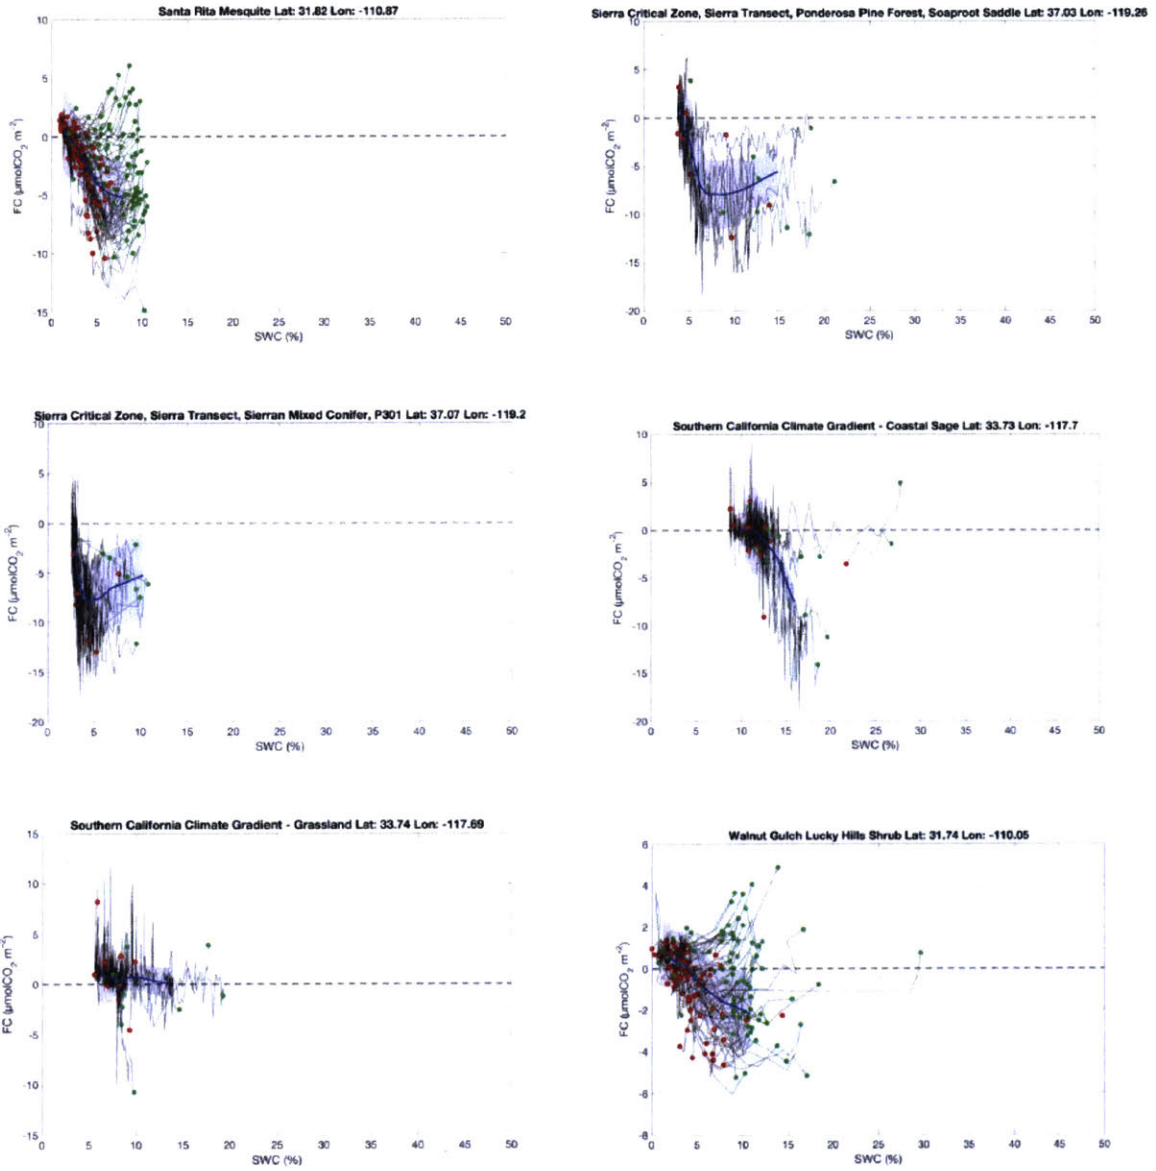 Santa Rita Mesquite Lat: 31.82 Lon: -110.87
10
5
0
-5
-10
-15
FC (µmolCO2 m-2)
0 5 10 15 20 25 30 35 40 45 50
SWC (%)
Sierra Critical Zone, Sierra Transect, Ponderosa Pine Forest, Soaproot Saddle Lat: 37.03 Lon: -119.26
10
5
0
-5
-10
-15
-20
FC (µmolCO2 m-2)
0 5 10 15 20 25 30 35 40 45 50
SWC (%)
Sierra Critical Zone, Sierra Transect, Sierran Mixed Conifer, P301 Lat: 37.07 Lon: -119.2
10
5
0
-5
-10
-15
-20
FC (µmolCO2 m-2)
0 5 10 15 20 25 30 35 40 45 50
SWC (%)
Southern California Climate Gradient - Coastal Sage Lat: 33.73 Lon: -117.7
10
5
0
-5
-10
-15
-20
FC (µmolCO2 m-2)
0 5 10 15 20 25 30 35 40 45 50
SWC (%)
Southern California Climate Gradient - Grassland Lat: 33.74 Lon: -117.69
15
10
5
0
-5
-10
-15
FC (µmolCO2 m-2)
0 5 10 15 20 25 30 35 40 45 50
SWC (%)
Walnut Gulch Lucky Hills Shrub Lat: 31.74 Lon: -110.05
6
4
2
0
-2
-4
-6
-8
FC (µmolCO2 m-2)
0 5 10 15 20 25 30 35 40 45 50
SWC (%)